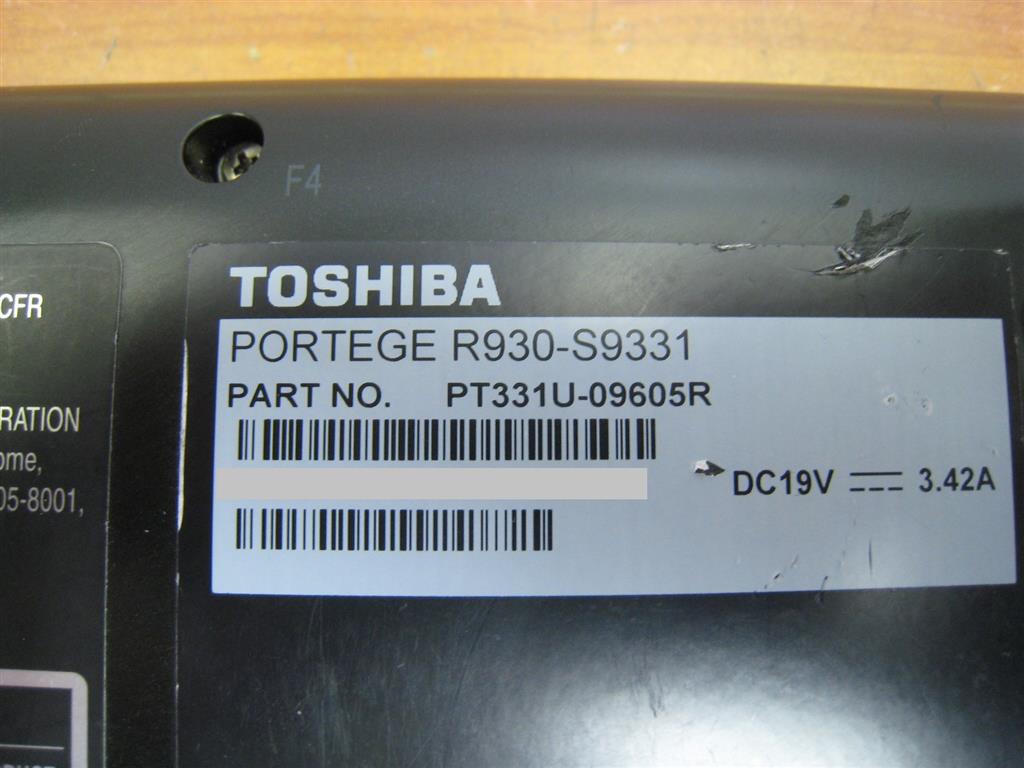 F4
CFR
RATION
ome,
05-8001,
TOSHIBA
PORTEGE R930-S9331
PART NO. PT331U-09605R
DC19V 3.42A